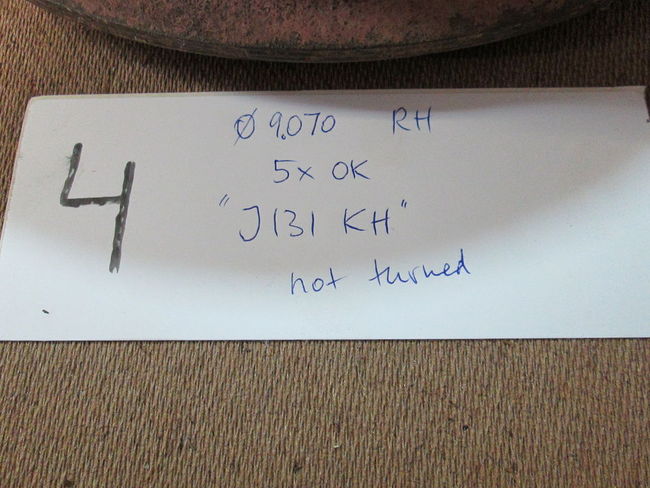 4
Ø 9.070 RH
5x OK
"J131 KH"
not turned